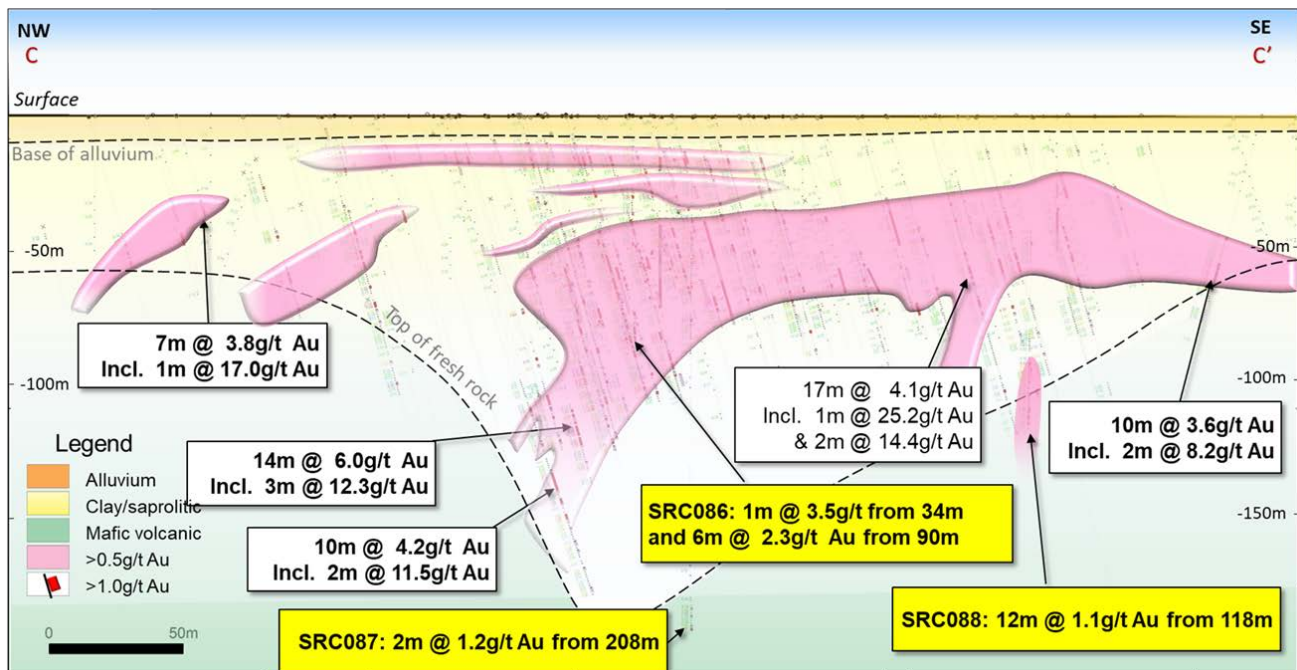 NW
C
SE
C'
Surface
Base of alluvium
-50m
-50m
Top of fresh rock
7m @ 3.8g/t Au
Incl. 1m @ 17.0g/t Au
-100m
-100m
17m @ 4.1g/t Au
Incl. 1m @ 25.2g/t Au
& 2m @ 14.4g/t Au
10m @ 3.6g/t Au
Incl. 2m @ 8.2g/t Au
14m @ 6.0g/t Au
Incl. 3m @ 12.3g/t Au
SRC086: 1m @ 3.5g/t from 34m
and 6m @ 2.3g/t Au from 90m
-150m
10m @ 4.2g/t Au
Incl. 2m @ 11.5g/t Au
SRC087: 2m @ 1.2g/t Au from 208m
SRC088: 12m @ 1.1g/t Au from 118m
Legend
Alluvium
Clay/saprolitic
Mafic volcanic
>0.5g/t Au
>1.0g/t Au
0
50m